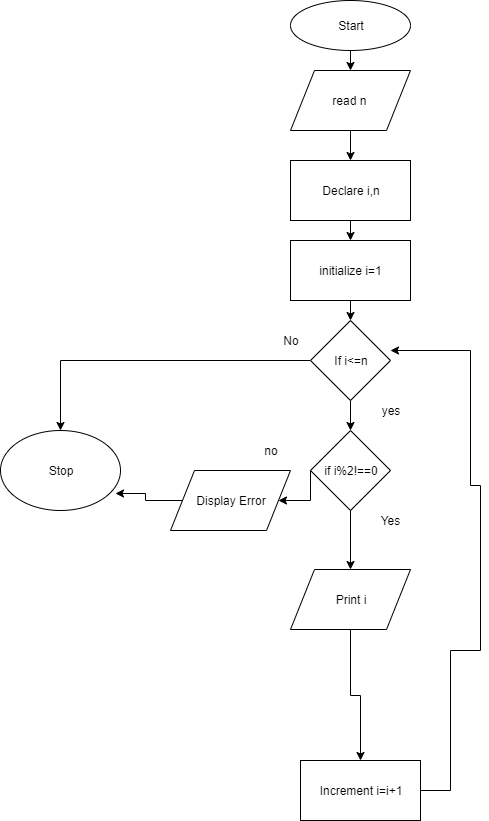 Start
read n
Declare i,n
initialize i=1
No
If i<=n
yes
no
if i%2!==0
Stop
Display Error
Yes
Print i
Increment i=i+1